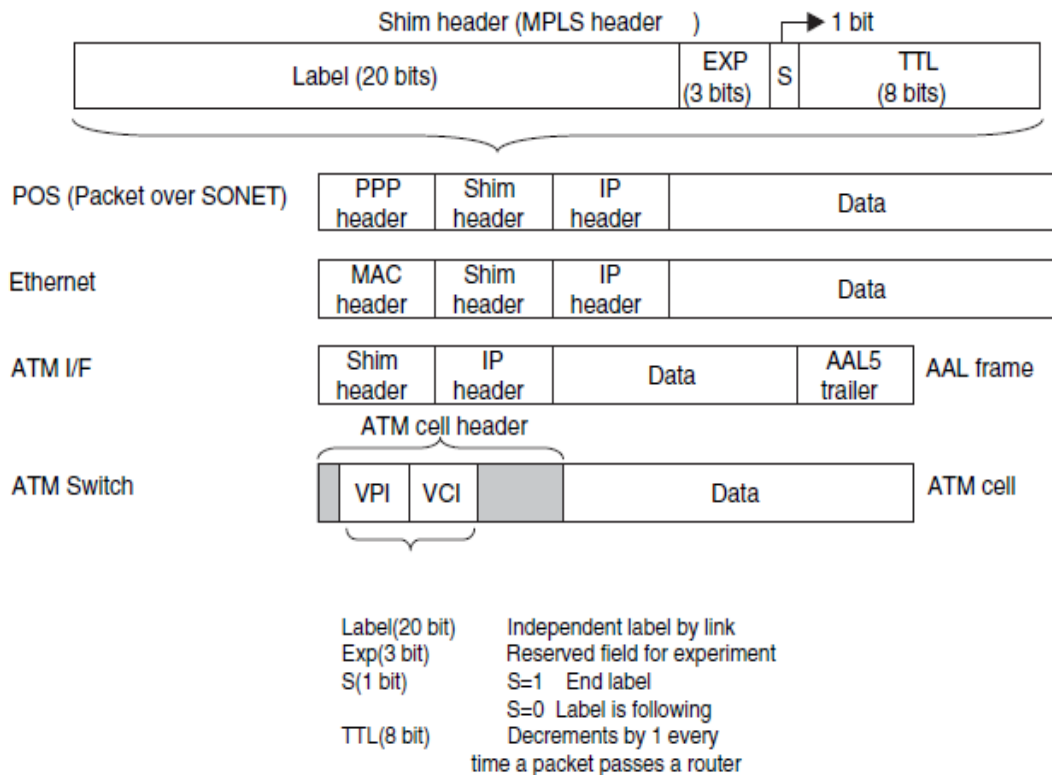 Shim header (MPLS header )
1 bit
Label (20 bits)
EXP
(3 bits)
S
TTL
(8 bits)
POS (Packet over SONET)
PPP
header
Shim
header
IP
header
Data
Ethernet
MAC
header
Shim
header
IP
header
Data
ATM I/F
Shim
header
IP
header
Data
AAL5
trailer
AAL frame
ATM cell header
ATM Switch
VPI
VCI
Data
ATM cell
Label(20 bit) Independent label by link
Exp(3 bit) Reserved field for experiment
S(1 bit) S=1 End label
S=0 Label is following
TTL(8 bit) Decrements by 1 every
time a packet passes a router